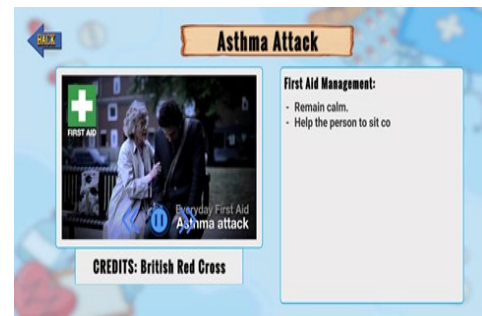 BACK
Asthma Attack
FIRST AID
Everyday First Aid
Asthma attack
CREDITS: British Red Cross
First Aid Management:
- Remain calm.
- Help the person to sit co